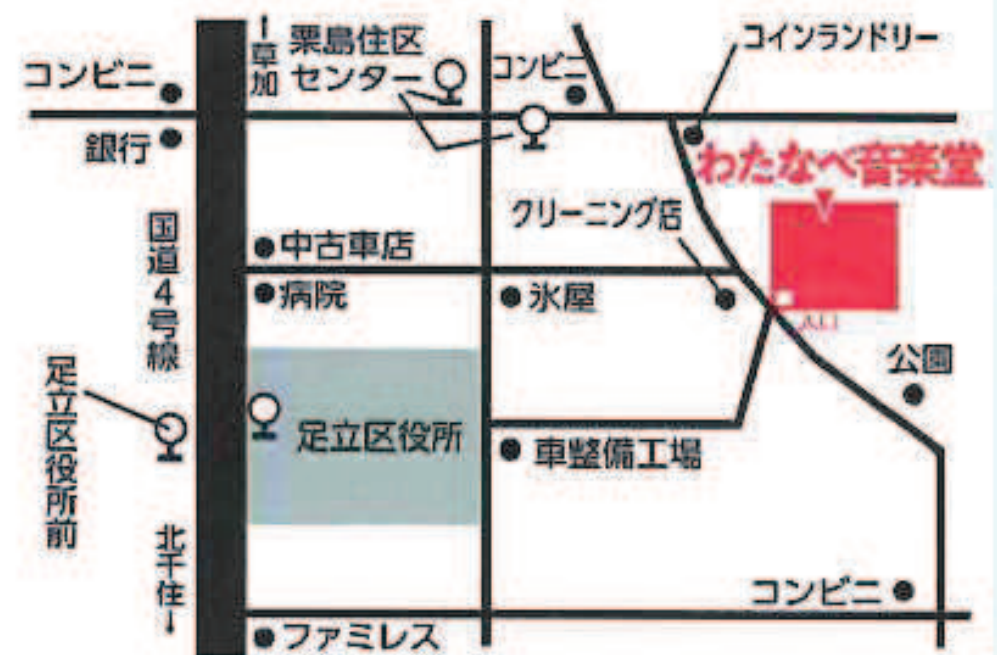 ↑草加
栗島住区
センター
コンビニ
コンビニ
コインランドリー
銀行
わたなべ音楽堂
クリーニング店
国道4号線
中古車店
病院
氷屋
入口
公園
足立区役所前
足立区役所
車整備工場
北千住↓
コンビニ
ファミレス